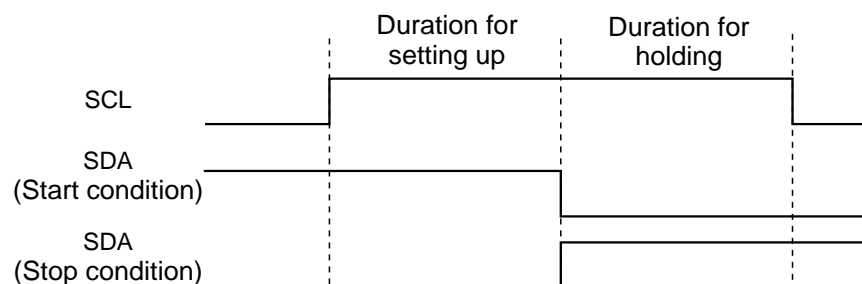 Duration for
setting up
Duration for
holding
SCL
SDA
(Start condition)
SDA
(Stop condition)